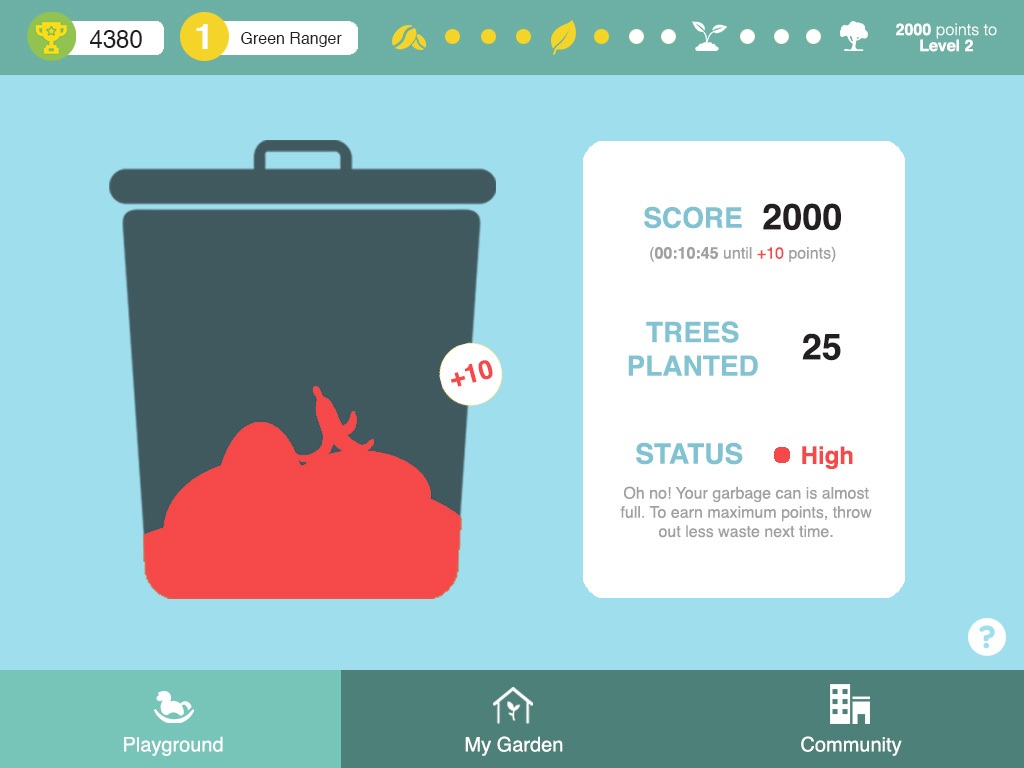 4380
1
Green Ranger
2000 points to
Level 2
+10
SCORE 2000
(00:10:45 until +10 points)
TREES
PLANTED
25
STATUS
High
Oh no! Your garbage can is almost
full. To earn maximum points, throw
out less waste next time.
?
Playground
My Garden
Community